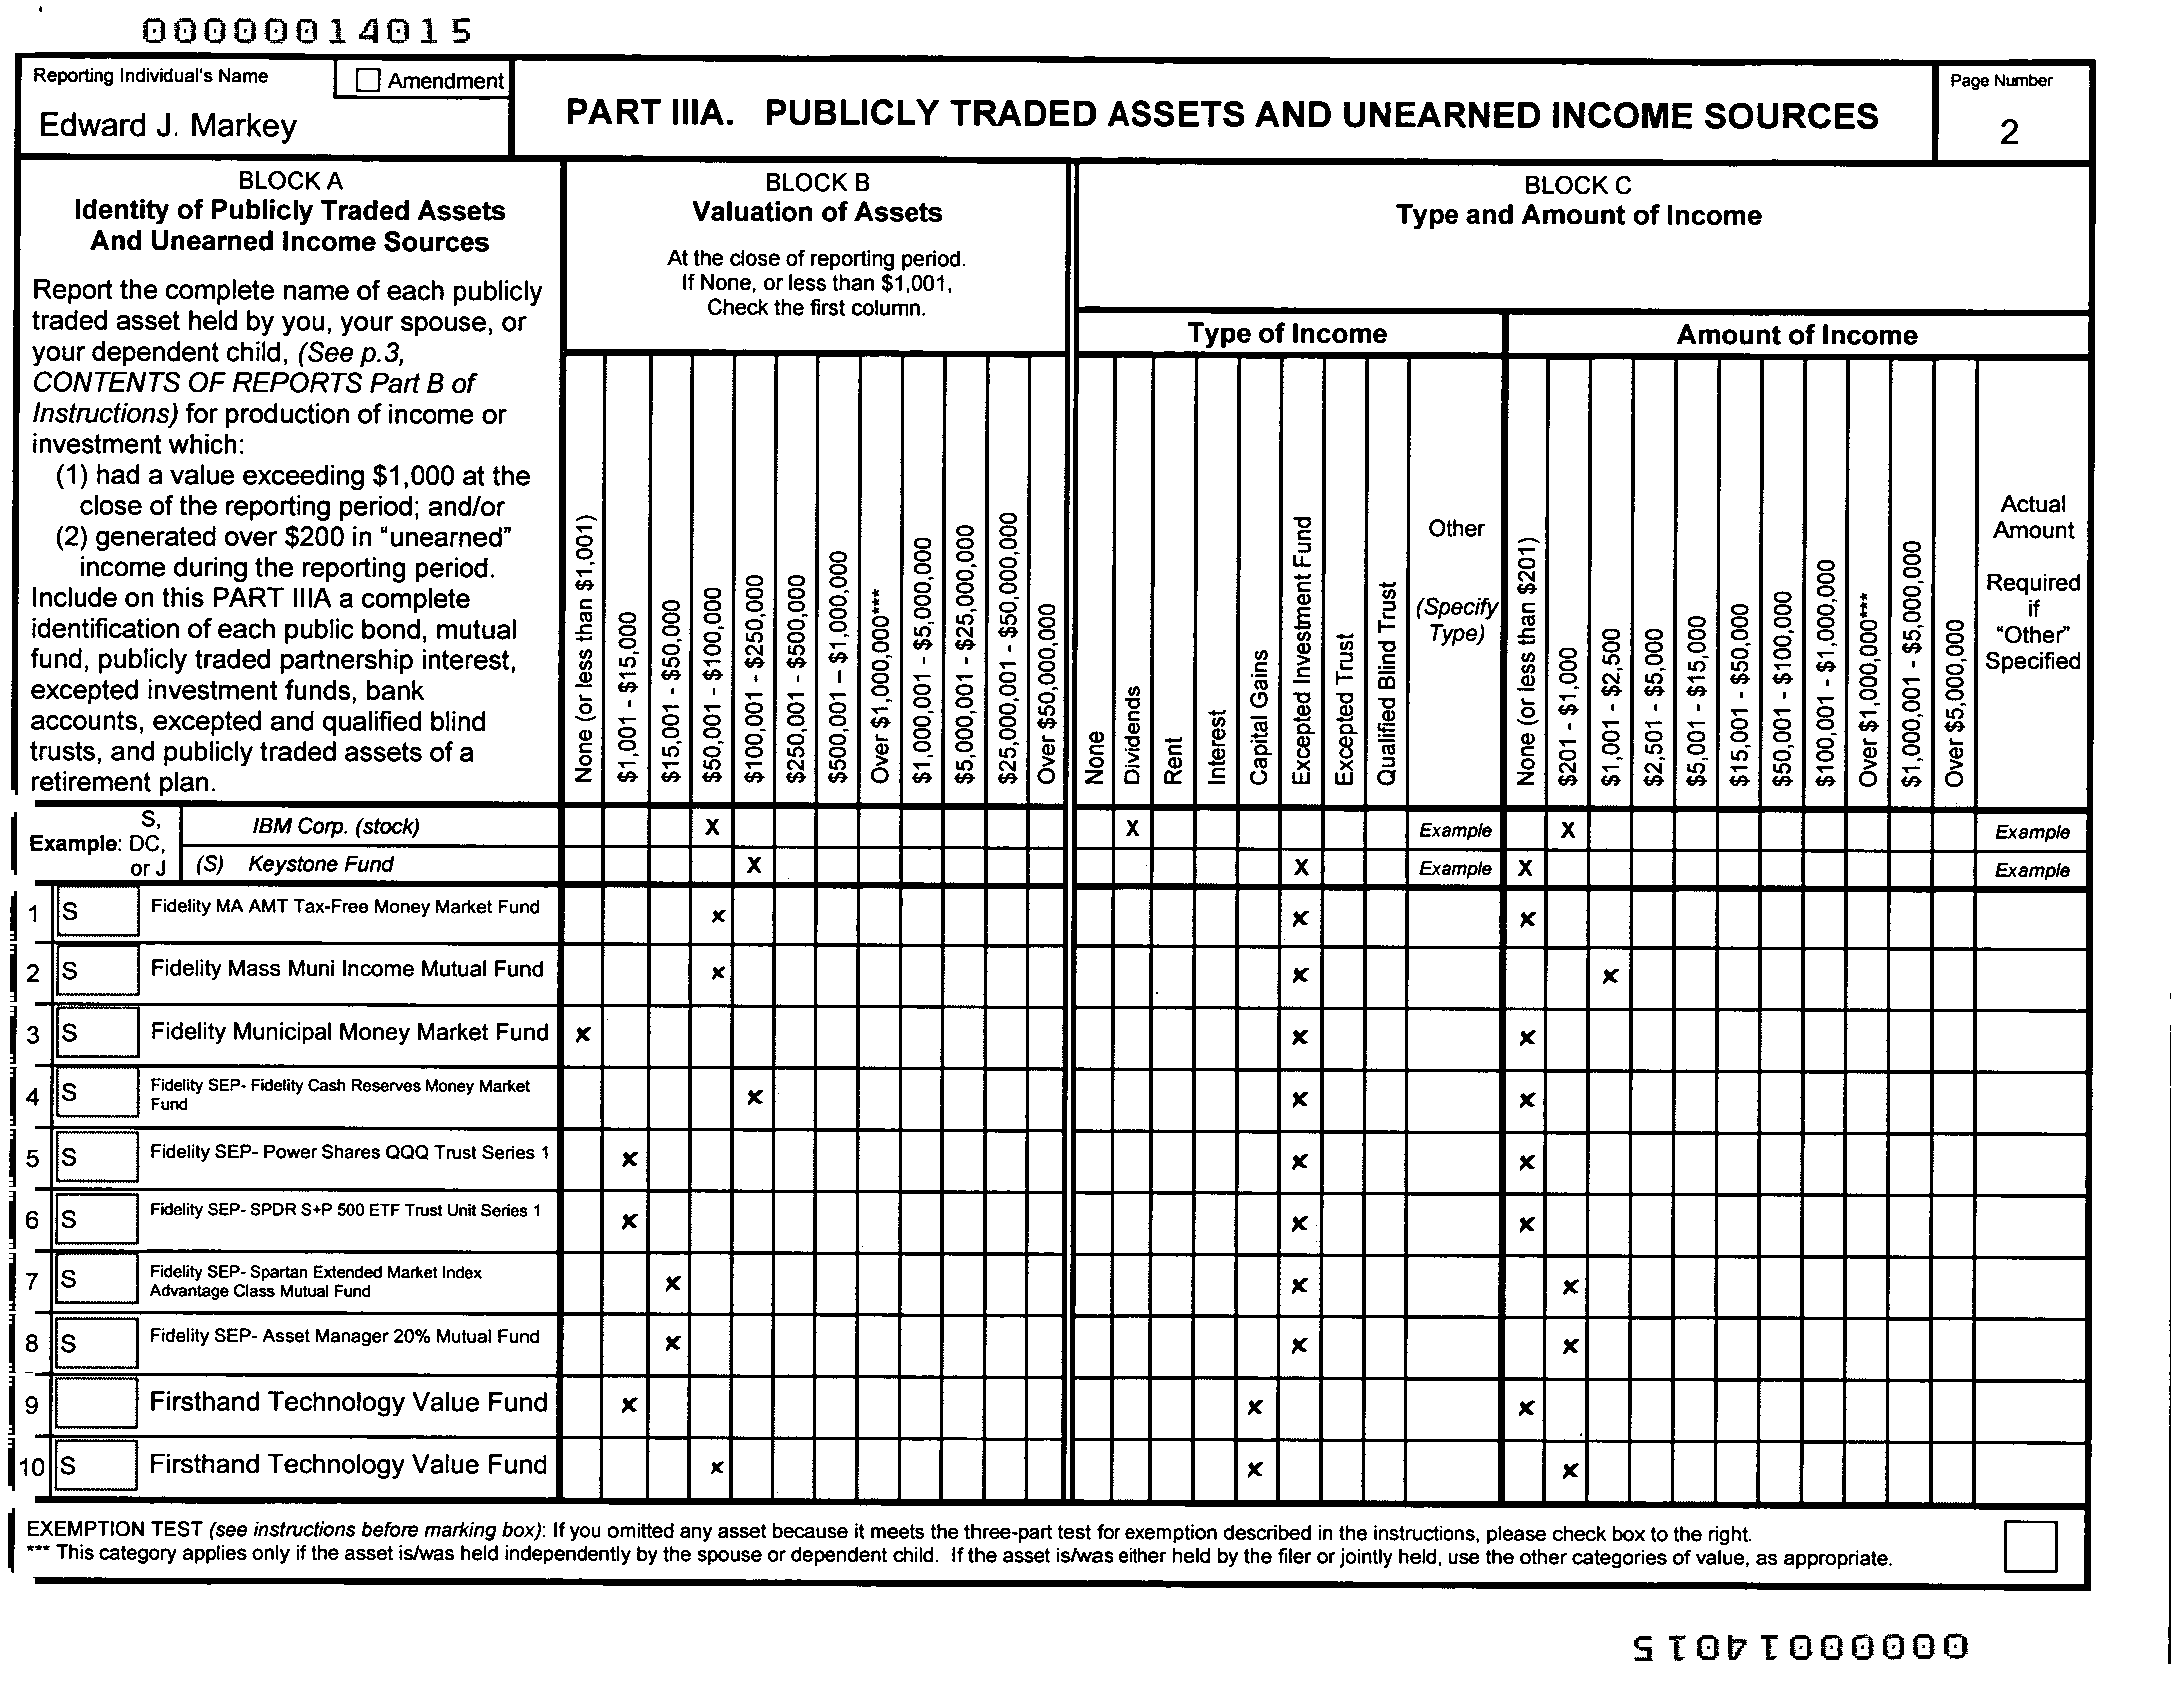 00000014015
Reporting Individual's Name
Amendment
Edward J. Markey
PART IIIA. PUBLICLY TRADED ASSETS AND UNEARNED INCOME SOURCES
Page Number
2
BLOCK A
Identity of Publicly Traded Assets
And Unearned Income Sources
Report the complete name of each publicly
traded asset held by you, your spouse, or
your dependent child, (See p.3,
CONTENTS OF REPORTS Part B of
Instructions) for production of income or
investment which:
(1) had a value exceeding $1,000 at the
close of the reporting period; and/or
(2) generated over $200 in "unearned"
income during the reporting period.
Include on this PART IIIA a complete
identification of each public bond, mutual
fund, publicly traded partnership interest,
excepted investment funds, bank
accounts, excepted and qualified blind
trusts, and publicly traded assets of a
retirement plan.
BLOCK B
Valuation of Assets
At the close of reporting period.
If None, or less than $1,001,
Check the first column.
None (or less than $1,001)
$1,001 - $15,000
$15,001 - $50,000
$50,001 - $100,000
$100,001 - $250,000
$250,001 - $500,000
$500,001 – $1,000,000
Over $1,000,000***
$1,000,001 - $5,000,000
$5,000,001 - $25,000,000
$25,000,001 - $50,000,000
Over $50,000,000
BLOCK C
Type and Amount of Income
Type of Income
None
Dividends
Rent
Interest
Capital Gains
Excepted Investment Fund
Excepted Trust
Qualified Blind Trust
Other
(Specify
Type)
Amount of Income
None (or less than $201)
$201 - $1,000
$1,001 - $2,500
$2,501 - $5,000
$5,001 - $15,000
$15,001 - $50,000
$50,001 - $100,000
$100,001 - $1,000,000
Over $1,000,000***
$1,000,001 - $5,000,000
Over $5,000,000
Actual
Amount
Required
if
"Other"
Specified
Example: S, DC, or J
IBM Corp. (stock) X X Example X Example
(S) Keystone Fund X X Example X Example
1 S Fidelity MA AMT Tax-Free Money Market Fund x x x
2 S Fidelity Mass Muni Income Mutual Fund x x x
3 S Fidelity Municipal Money Market Fund x x x
4 S Fidelity SEP- Fidelity Cash Reserves Money Market
Fund x x x
5 S Fidelity SEP- Power Shares QQQ Trust Series 1 x x x
6 S Fidelity SEP- SPDR S+P 500 ETF Trust Unit Series 1 x x x
7 S Fidelity SEP- Spartan Extended Market Index
Advantage Class Mutual Fund x x x
8 S Fidelity SEP- Asset Manager 20% Mutual Fund x x x
9 Firsthand Technology Value Fund x x x
10 S Firsthand Technology Value Fund x x x
EXEMPTION TEST (see instructions before marking box): If you omitted any asset because it meets the three-part test for exemption described in the instructions, please check box to the right.
*** This category applies only if the asset is/was held independently by the spouse or dependent child. If the asset is/was either held by the filer or jointly held, use the other categories of value, as appropriate.
00000014015